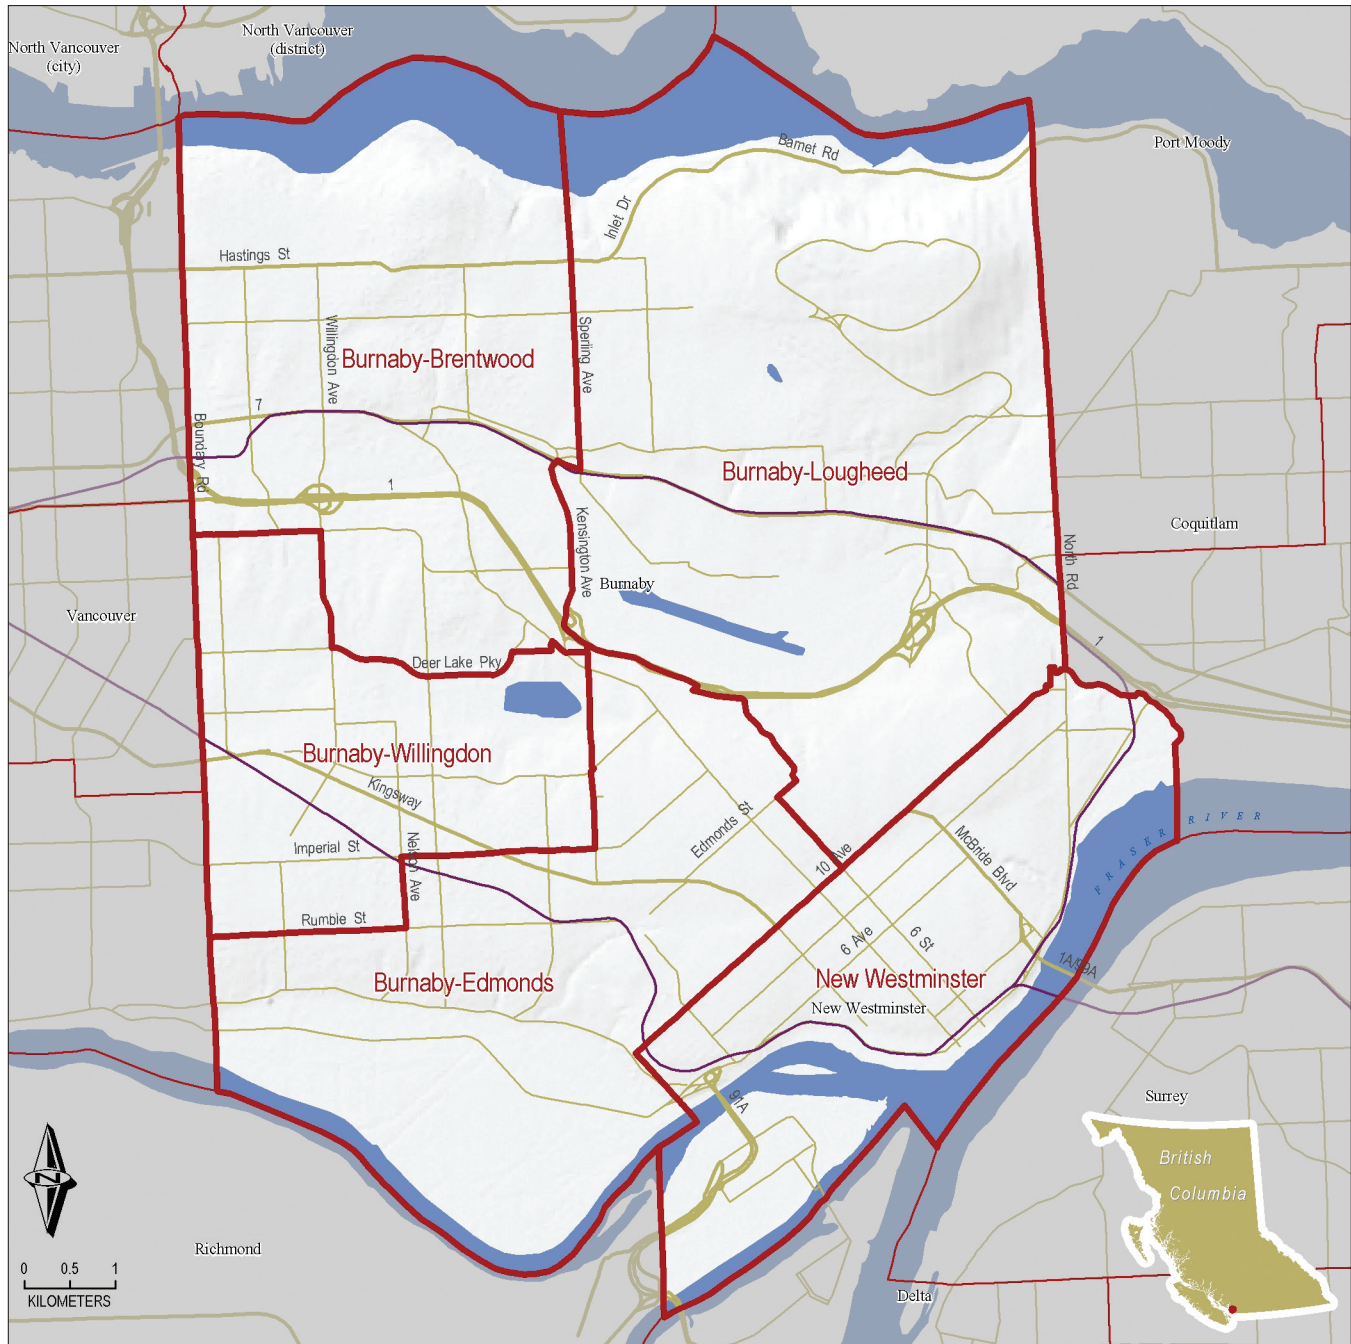 North Vancouver
(city)
North Vancouver
(district)
Port Moody
Barnet Rd
Inlet Dr
Hastings St
Willingdon Ave
Sperling Ave
Burnaby-Brentwood
7
Boundary Rd
Burnaby-Lougheed
1
Coquitlam
Kensington Ave
North Rd
Burnaby
Vancouver
1
Deer Lake Pky
Burnaby-Willingdon
Kingsway
FRASER RIVER
Edmonds St
McBride Blvd
Imperial St
Nelson Ave
10 Ave
Rumble St
6 Ave
6 St
1A/99A
Burnaby-Edmonds
New Westminster
New Westminster
91A
Surrey
British
Columbia
N
Richmond
0 0.5 1
KILOMETERS
Delta